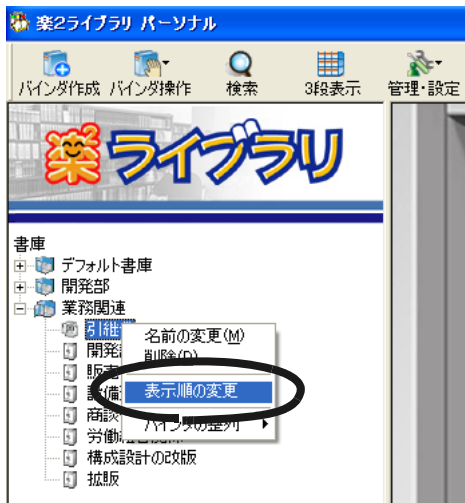 楽2ライブラリ パーソナル
バインダ作成 バインダ操作 検索 3段表示 管理・設定
楽ライブラリ
書庫
デフォルト書庫
開発部
業務関連
引継
名前の変更(M)
開発
削除(D)
販売
表示順の変更
商談
バインダの整列
労働
構成設計の改版
拡販